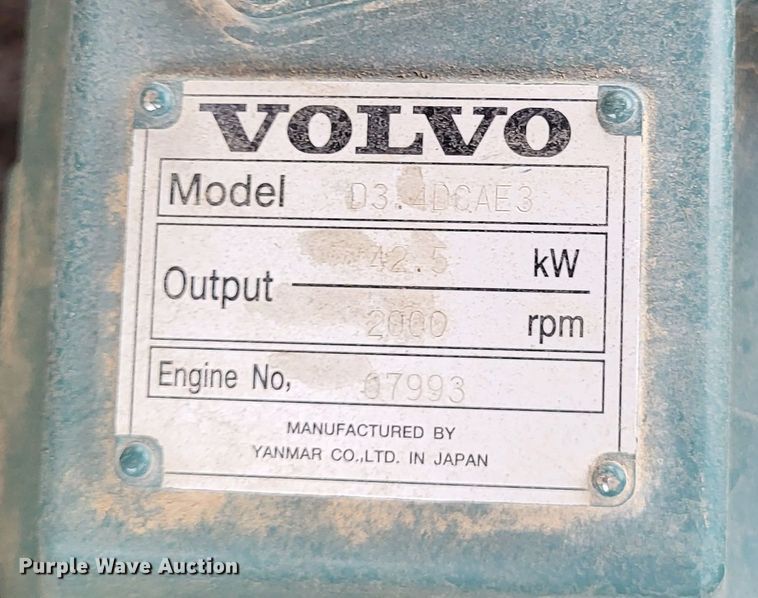 VOLVO
Model D3.4DCAE3
42.5 kW
Output
2000 rpm
Engine No, 07993
MANUFACTURED BY
YANMAR CO.,LTD. IN JAPAN
Purple Wave Auction